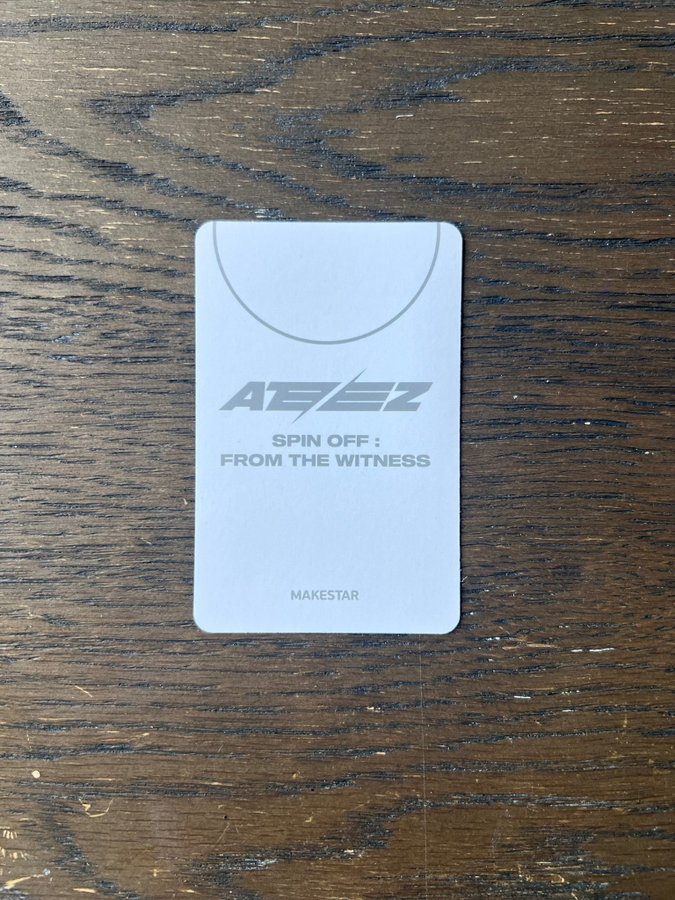 ATEEZ
SPIN OFF :
FROM THE WITNESS
MAKESTAR